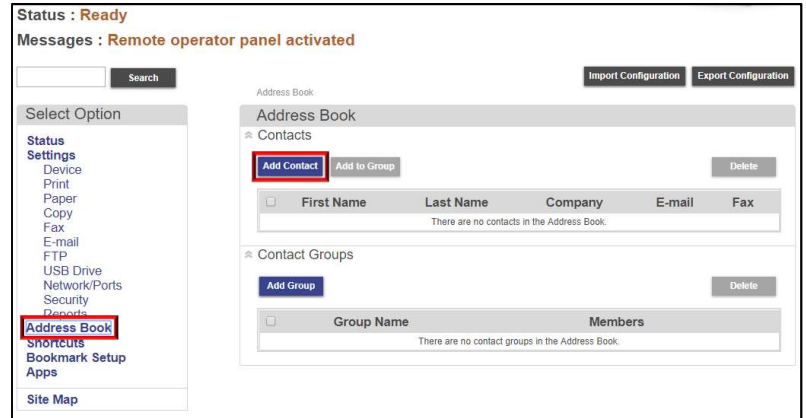 Status : Ready
Messages : Remote operator panel activated
Search
Import Configuration Export Configuration
Address Book
Select Option
Status
Settings
Device
Print
Paper
Copy
Fax
E-mail
FTP
USB Drive
Network/Ports
Security
Reports
Address Book
Shortcuts
Bookmark Setup
Apps
Site Map
Address Book
Contacts
Add Contact Add to Group Delete
First Name Last Name Company E-mail Fax
There are no contacts in the Address Book.
Contact Groups
Add Group Delete
Group Name Members
There are no contact groups in the Address Book.